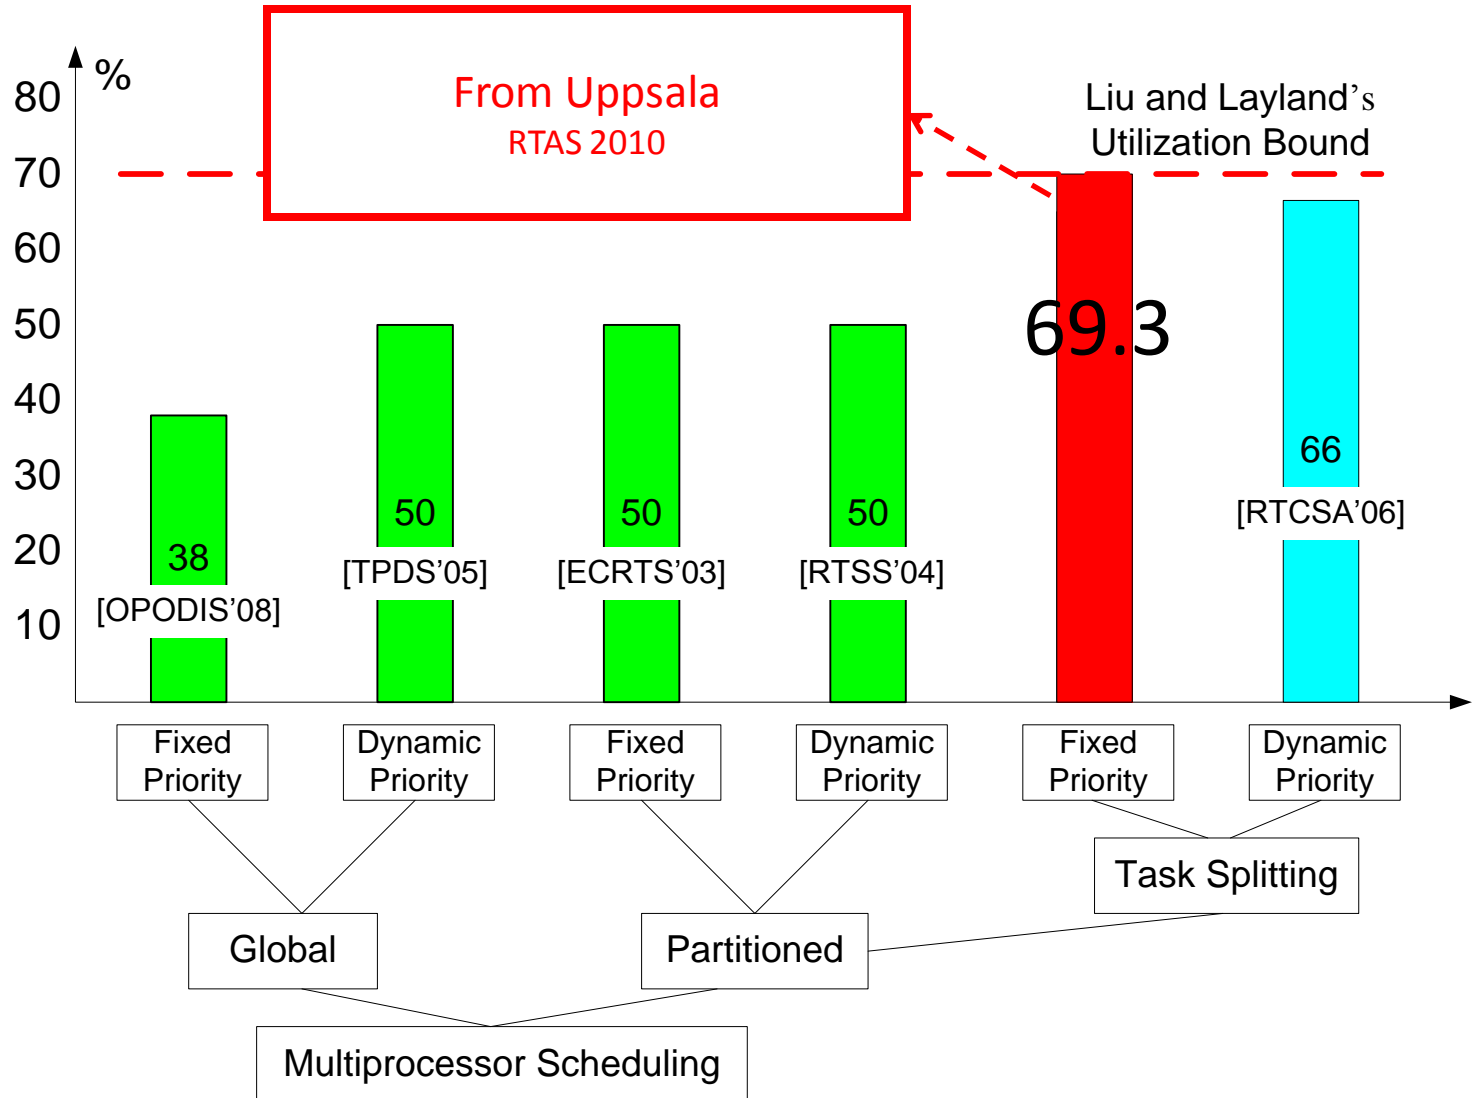 %
80
70
60
50
40
30
20
10
From Uppsala
RTAS 2010
Liu and Layland's
Utilization Bound
38
[OPODIS’08]
50
[TPDS’05]
50
[ECRTS’03]
50
[RTSS’04]
69.3
66
[RTCSA’06]
Fixed
Priority
Dynamic
Priority
Fixed
Priority
Dynamic
Priority
Fixed
Priority
Dynamic
Priority
Task Splitting
Global
Partitioned
Multiprocessor Scheduling